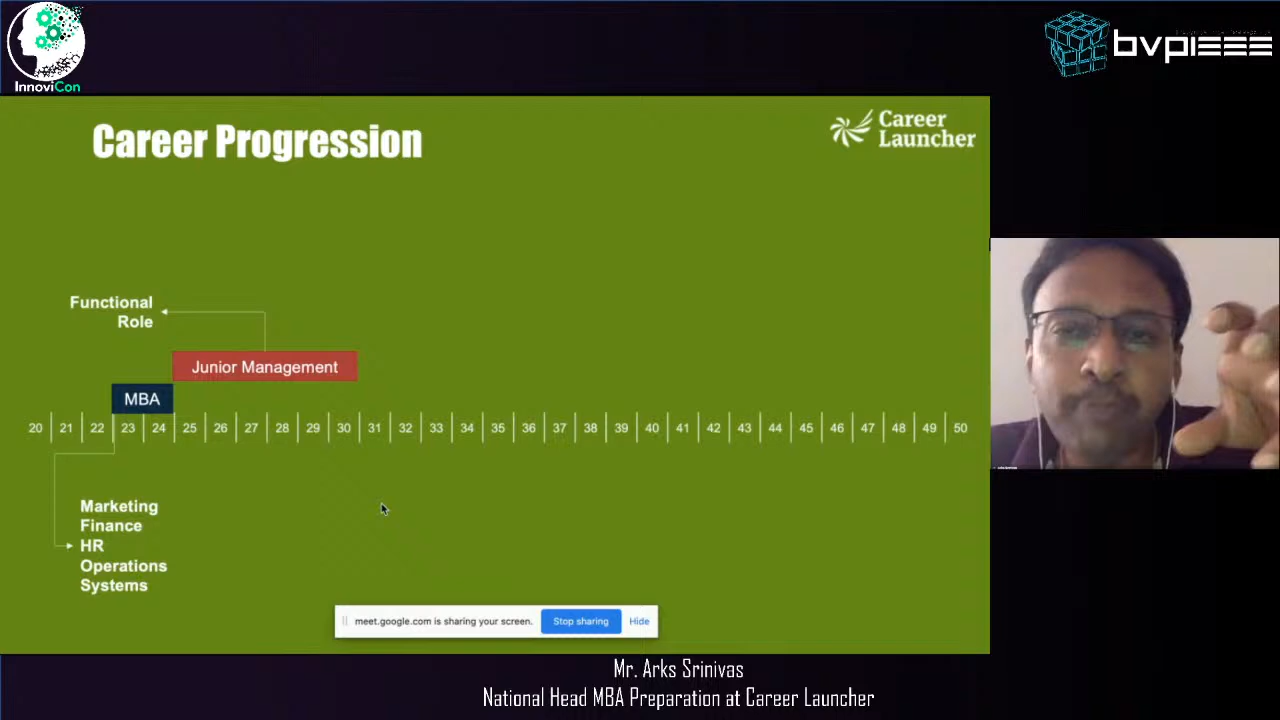 InnoviCon
bvpieee
Career Progression
Career
Launcher
Functional
Role
Junior Management
MBA
20 21 22 23 24 25 26 27 28 29 30 31 32 33 34 35 36 37 38 39 40 41 42 43 44 45 46 47 48 49 50
Marketing
Finance
HR
Operations
Systems
meet.google.com is sharing your screen. Stop sharing Hide
Mr. Arks Srinivas
National Head MBA Preparation at Career Launcher